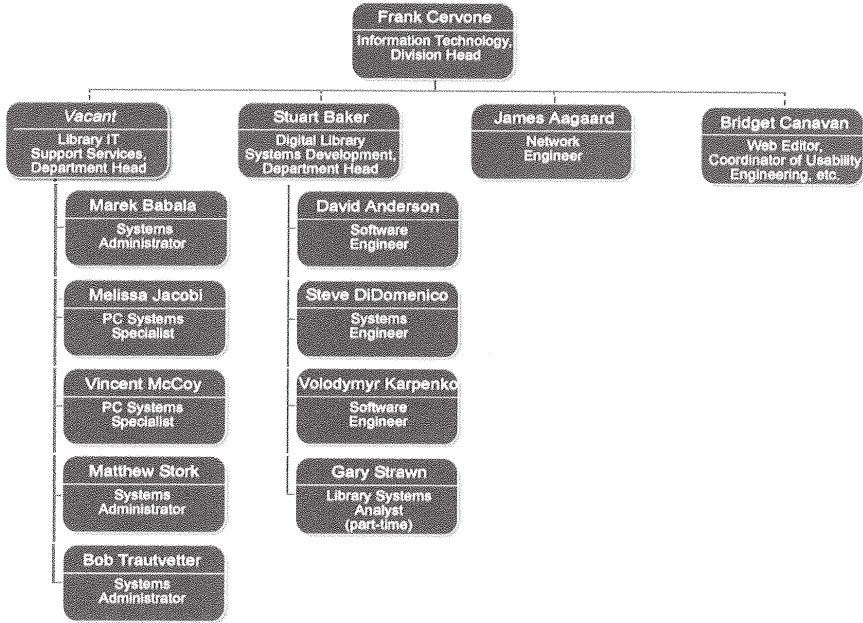 Frank Cervone
Information Technology,
Division Head
Vacant
Library IT
Support Services,
Department Head
Marek Babala
Systems
Administrator
Melissa Jacobi
PC Systems
Specialist
Vincent McCoy
PC Systems
Specialist
Matthew Stork
Systems
Administrator
Bob Trautvetter
Systems
Administrator
Stuart Baker
Digital Library
Systems Development,
Department Head
David Anderson
Software
Engineer
Steve DiDomenico
Systems
Engineer
Volodymyr Karpenko
Software
Engineer
Gary Strawn
Library Systems
Analyst
(part-time)
James Aagaard
Network
Engineer
Bridget Canavan
Web Editor,
Coordinator of Usability
Engineering, etc.